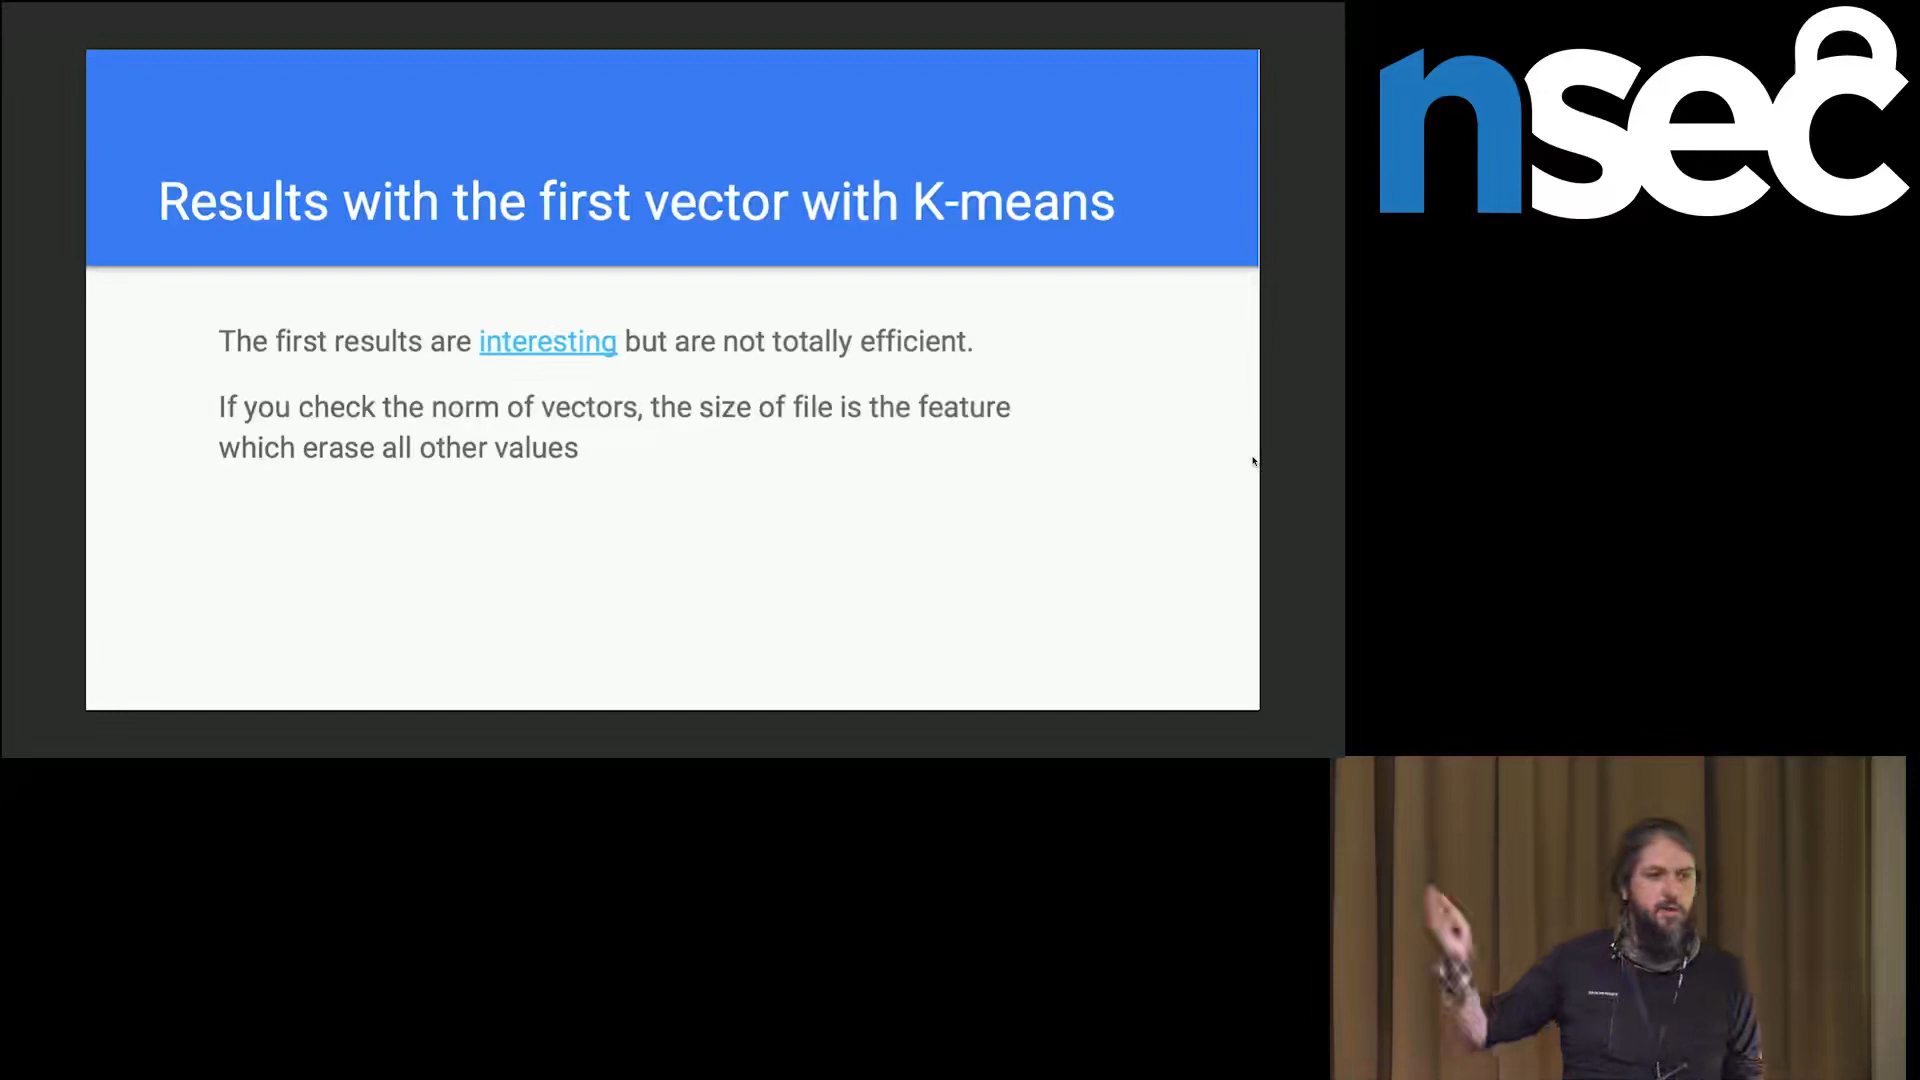 nsec
Results with the first vector with K-means
The first results are interesting but are not totally efficient.
If you check the norm of vectors, the size of file is the feature
which erase all other values